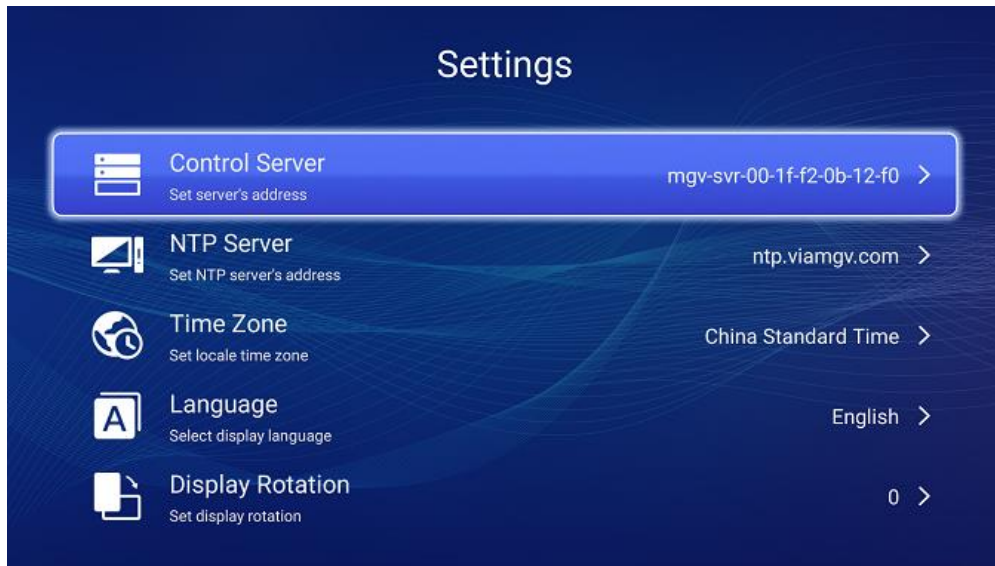 Settings
Control Server
Set server's address
mgv-svr-00-1f-f2-0b-12-f0
NTP Server
Set NTP server's address
ntp.viamgv.com
Time Zone
Set locale time zone
China Standard Time
A
Language
Select display language
English
Display Rotation
Set display rotation
0